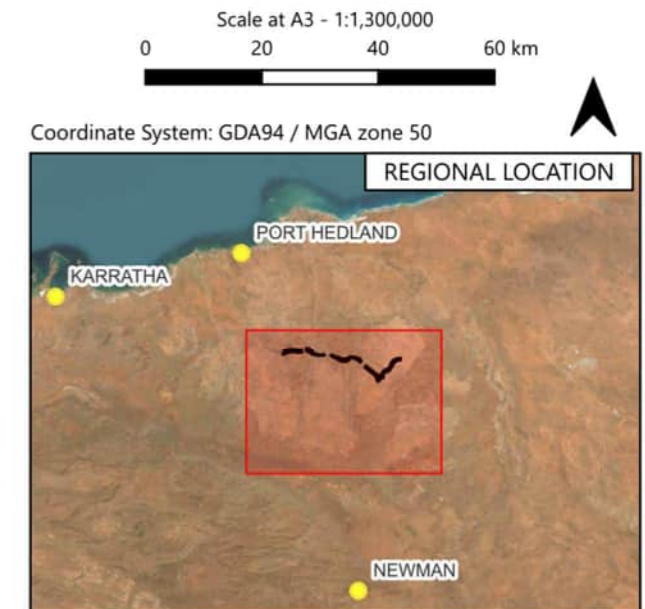 Scale at A3 - 1:1,300,000
0 20 40 60 km
Coordinate System: GDA94 / MGA zone 50
REGIONAL LOCATION
PORT HEDLAND
KARRATHA
NEWMAN